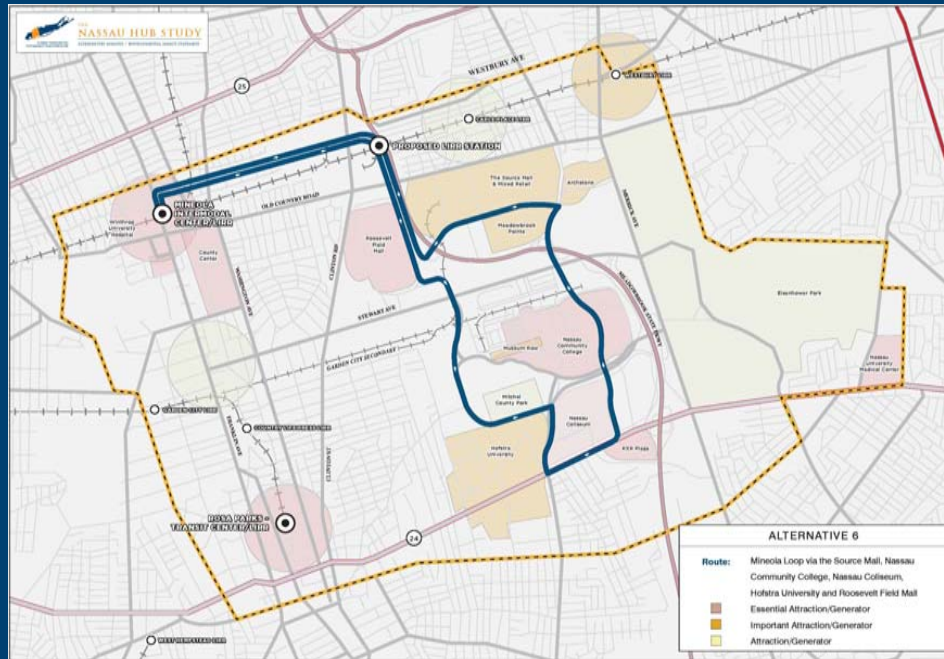 THE
NASSAU HUB STUDY
25
WESTBURY AVE
WESTBURY LIRR
CARLE PLACE LIRR
PROPOSED LIRR STATION
The Source Mall
& Mixed Retail
Archstone
MINEOLA
INTERMODAL
CENTER/LIRR
OLD COUNTRY ROAD
Winthrop
University
Hospital
County
Center
Roosevelt
Field
Mall
Meadowbrook
Pointe
MERRICK AVE
WASHINGTON AVE
CLINTON RD
MEADOWBROOK STATE PKWY
Eisenhower Park
STEWART AVE
GARDEN CITY SECONDARY
Museum Row
Nassau
Community
College
Nassau
University
Medical Center
Mitchel
County Park
GARDEN CITY LIRR
COUNTRY LIFE PRESS LIRR
FRANKLIN AVE
CLINTON ST
Nassau
Coliseum
Hofstra
University
RXR Plaza
ROSA PARKS -
TRANSIT CENTER/LIRR
24
WEST HEMPSTEAD LIRR
ALTERNATIVE 6
Route: Mineola Loop via the Source Mall, Nassau
Community College, Nassau Coliseum,
Hofstra University and Roosevelt Field Mall
Essential Attraction/Generator
Important Attraction/Generator
Attraction/Generator